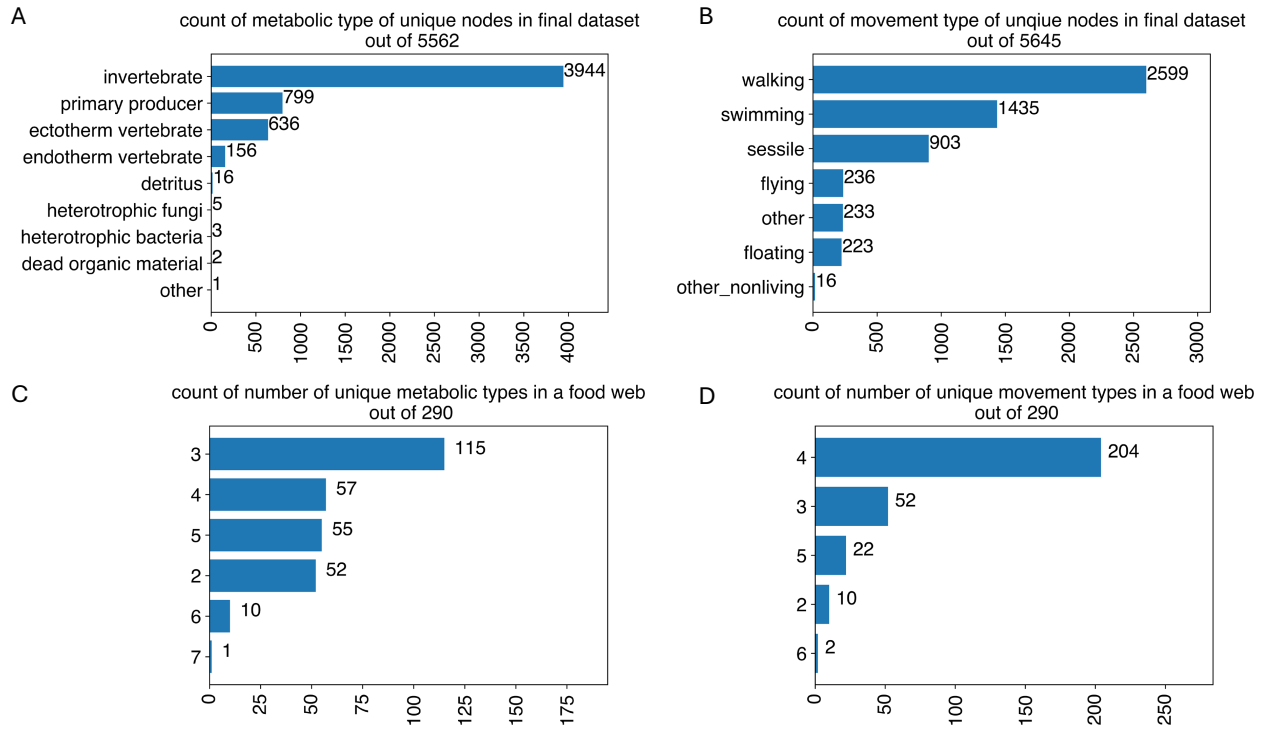 A
count of metabolic type of unique nodes in final dataset
out of 5562
invertebrate 3944
primary producer 799
ectotherm vertebrate 636
endotherm vertebrate 156
detritus 16
heterotrophic fungi 5
heterotrophic bacteria 3
dead organic material 2
other 1
0 500 1000 1500 2000 2500 3000 3500 4000
B
count of movement type of unqiue nodes in final dataset
out of 5645
walking 2599
swimming 1435
sessile 903
flying 236
other 233
floating 223
other_nonliving 16
0 500 1000 1500 2000 2500 3000
C
count of number of unique metabolic types in a food web
out of 290
3 115
4 57
5 55
2 52
6 10
7 1
0 25 50 75 100 125 150 175
D
count of number of unique movement types in a food web
out of 290
4 204
3 52
5 22
2 10
6 2
0 50 100 150 200 250